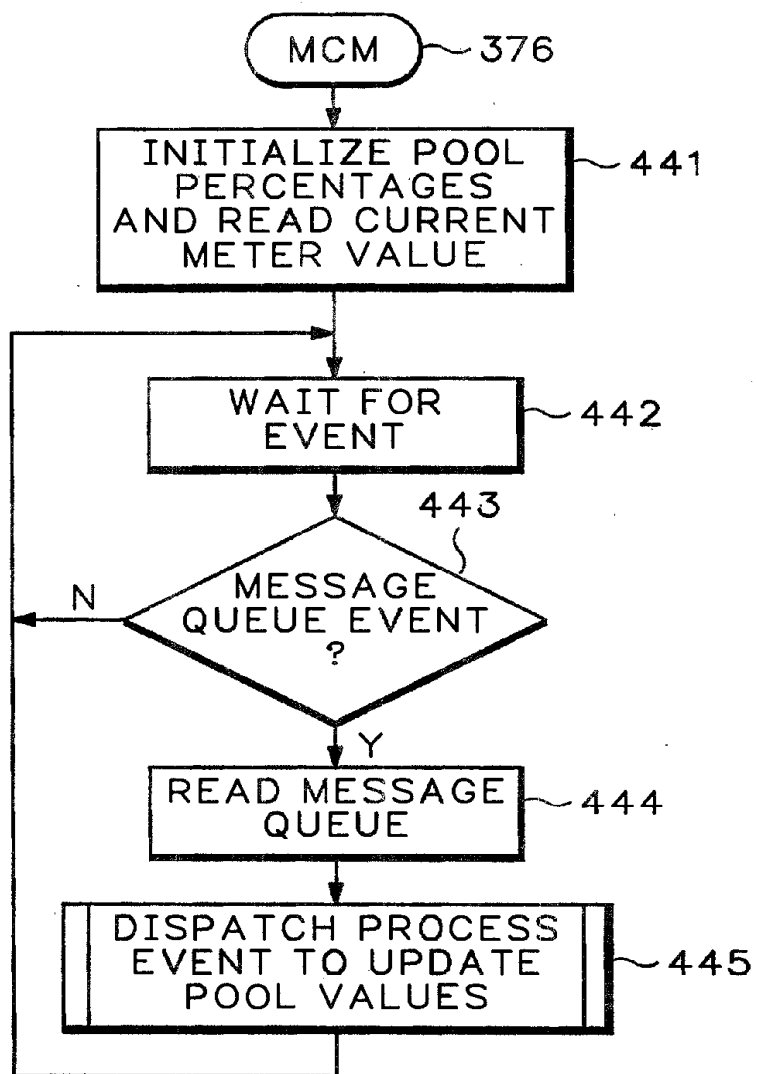 MCM
376
INITIALIZE POOL
PERCENTAGES
AND READ CURRENT
METER VALUE
441
WAIT FOR
EVENT
442
443
MESSAGE
QUEUE EVENT
?
N
Y
READ MESSAGE
QUEUE
444
DISPATCH PROCESS
EVENT TO UPDATE
POOL VALUES
445